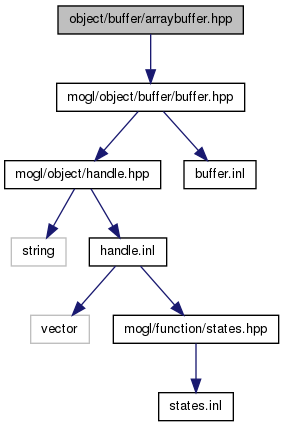 object/buffer/arraybuffer.hpp
mogl/object/buffer/buffer.hpp
mogl/object/handle.hpp
buffer.inl
string
handle.inl
vector
mogl/function/states.hpp
states.inl